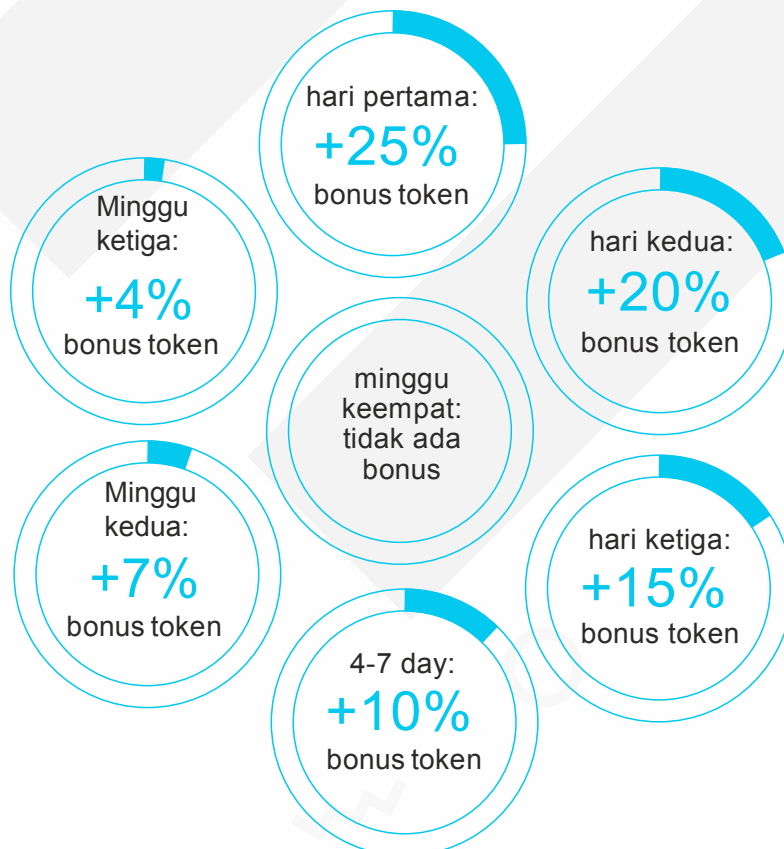 hari pertama:
+25%
bonus token
hari kedua:
+20%
bonus token
hari ketiga:
+15%
bonus token
4-7 day:
+10%
bonus token
Minggu
kedua:
+7%
bonus token
Minggu
ketiga:
+4%
bonus token
minggu
keempat:
tidak ada
bonus